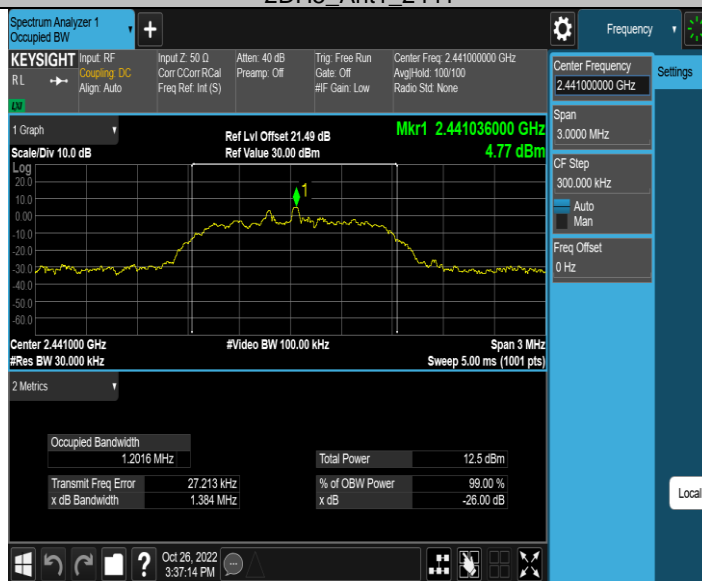 Spectrum Analyzer 1
Occupied BW
Frequency
KEYSIGHT
RL
Input: RF
Coupling: DC
Align: Auto
Input Z: 50 Ω
Corr CCorr RCal
Freq Ref: Int (S)
Atten: 40 dB
Preamp: Off
Trig: Free Run
Gate: Off
#IF Gain: Low
Center Freq: 2.441000000 GHz
Avg|Hold: 100/100
Radio Std: None
Center Frequency
2.441000000 GHz
Settings
Span
3.0000 MHz
CF Step
300.000 kHz
Auto
Man
Freq Offset
0 Hz
Local
1 Graph
Scale/Div 10.0 dB
Ref Lvl Offset 21.49 dB
Ref Value 30.00 dBm
Mkr1 2.441036000 GHz
4.77 dBm
Log
20.0
10.0
0.00
-10.0
-20.0
-30.0
-40.0
-50.0
-60.0
1
Center 2.441000 GHz
#Res BW 30.000 kHz
#Video BW 100.00 kHz
Span 3 MHz
Sweep 5.00 ms (1001 pts)
2 Metrics
Occupied Bandwidth
1.2016 MHz
Total Power 12.5 dBm
Transmit Freq Error 27.213 kHz
% of OBW Power 99.00 %
x dB Bandwidth 1.384 MHz
x dB -26.00 dB
?
Oct 26, 2022
3:37:14 PM